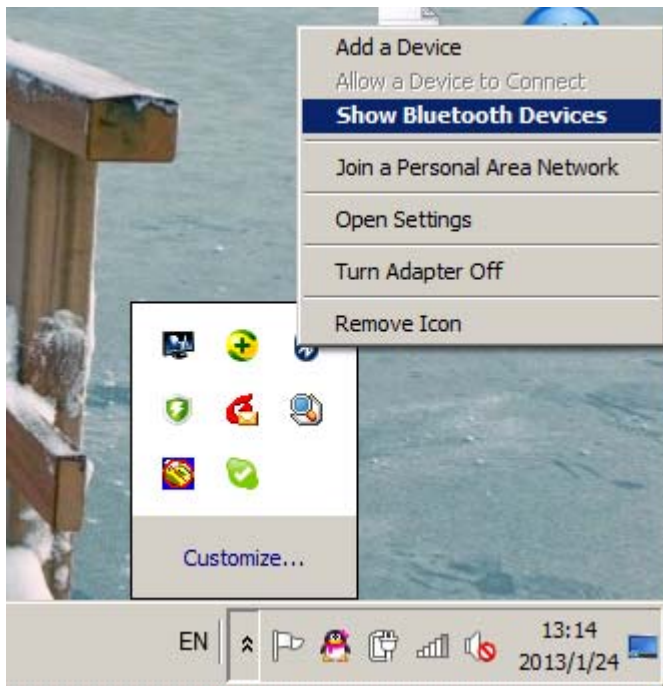 Add a Device
Allow a Device to Connect
Show Bluetooth Devices
Join a Personal Area Network
Open Settings
Turn Adapter Off
Remove Icon
Customize...
EN
13:14
2013/1/24